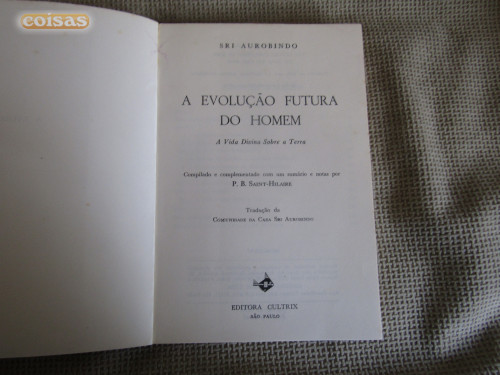 coisas
SRI AUROBINDO
A EVOLUÇÃO FUTURA
DO HOMEM
A Vida Divina Sobre a Terra
Compilado e complementado com um sumário e notas por
P. B. SAINT-HILAIRE
Tradução da
COMUNIDADE DA CASA SRI AUROBINDO
EDITORA CULTRIX
SÃO PAULO